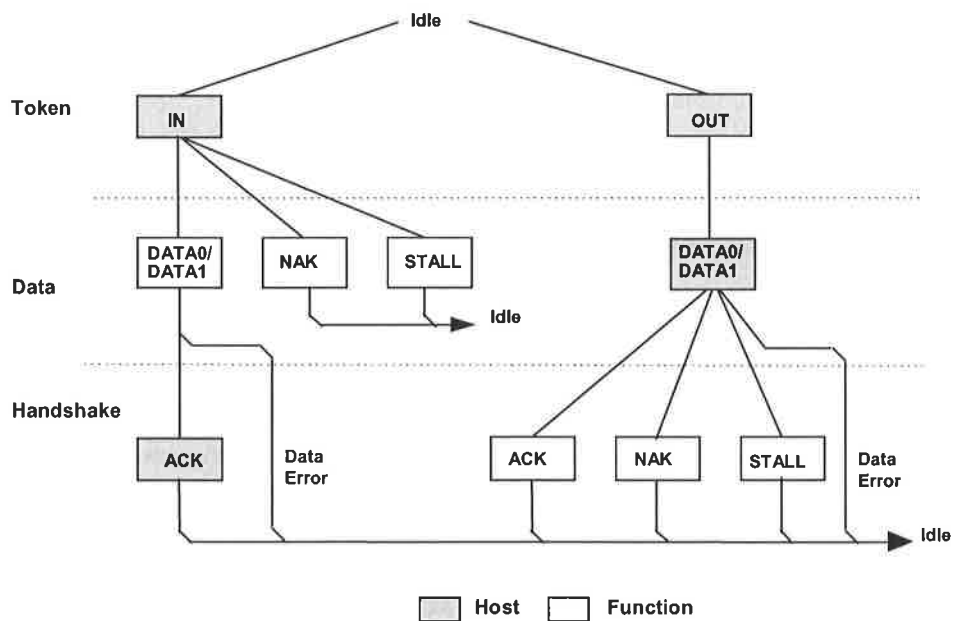 Idle
Token
IN
OUT
DATA0/
DATA1
NAK
STALL
DATA0/
DATA1
Data
Idle
Handshake
ACK
Data
Error
ACK
NAK
STALL
Data
Error
Idle
Host
Function